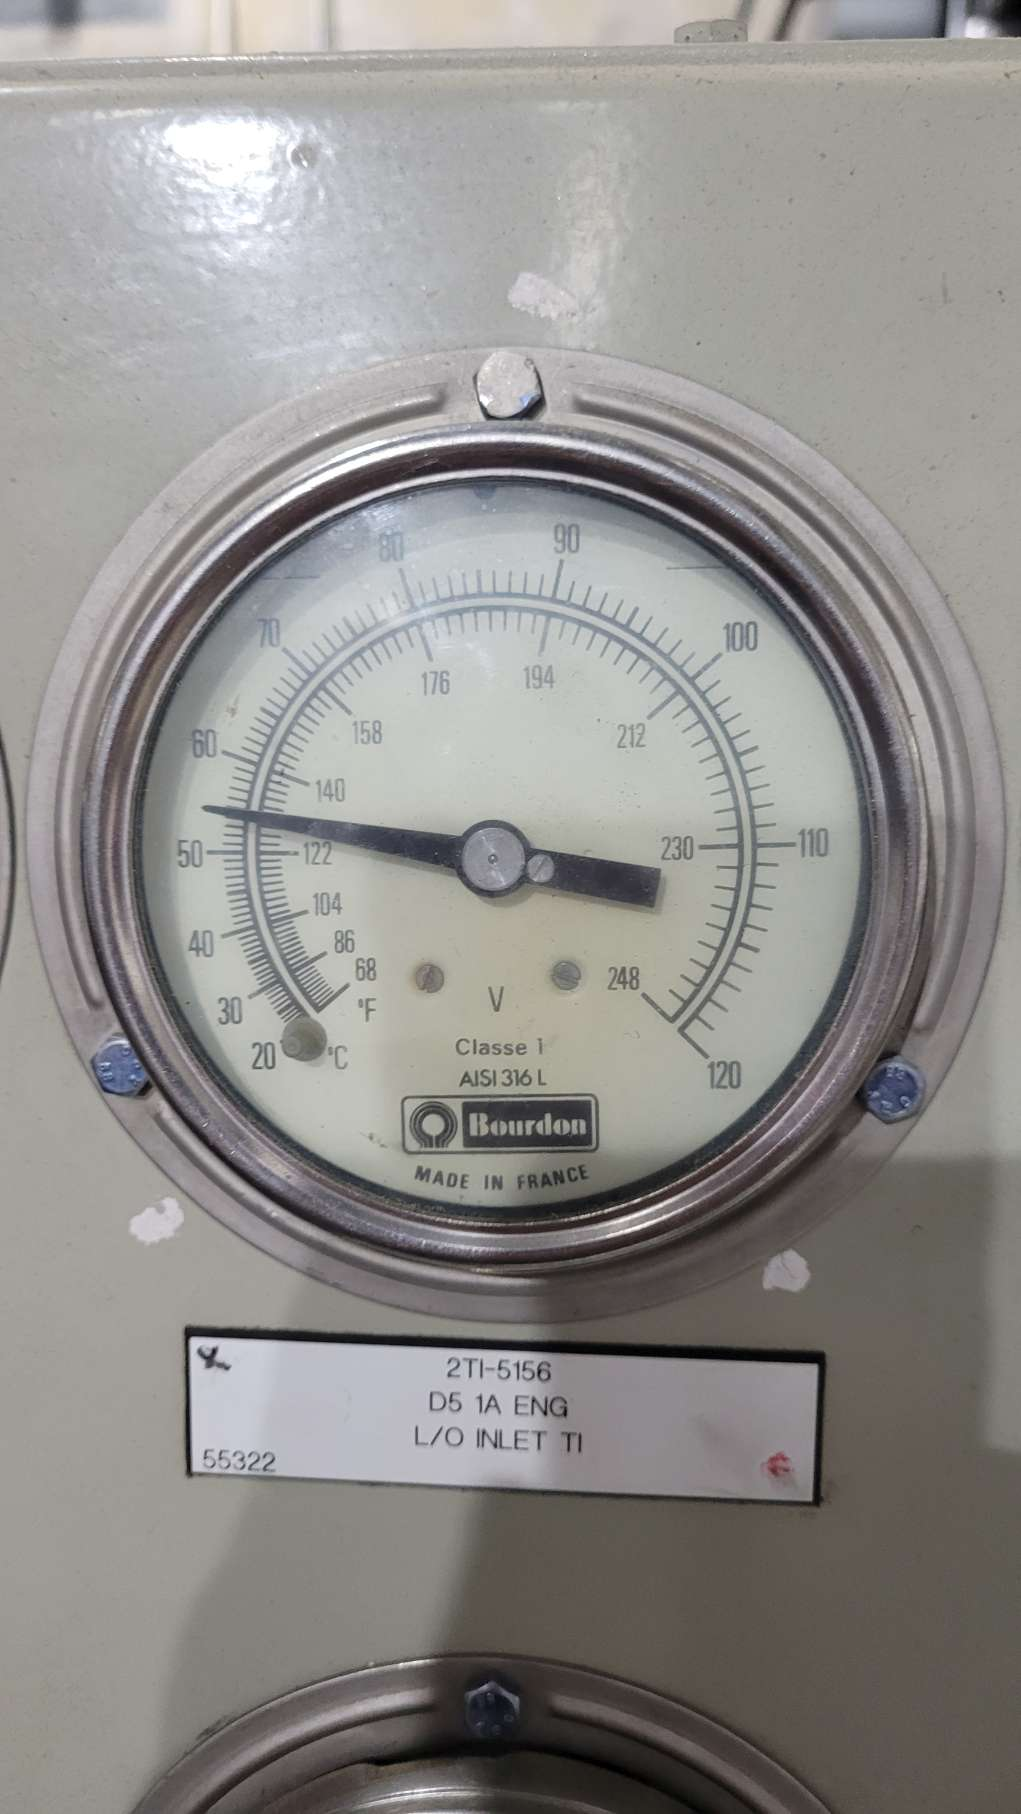 80
90
70
100
176
194
158
212
60
140
50
122
230
110
104
40
86
68
248
30
°F
V
20
°C
120
Classe 1
AISI 316 L
Bourdon
MADE IN FRANCE
2TI-5156
D5 1A ENG
L/O INLET TI
55322